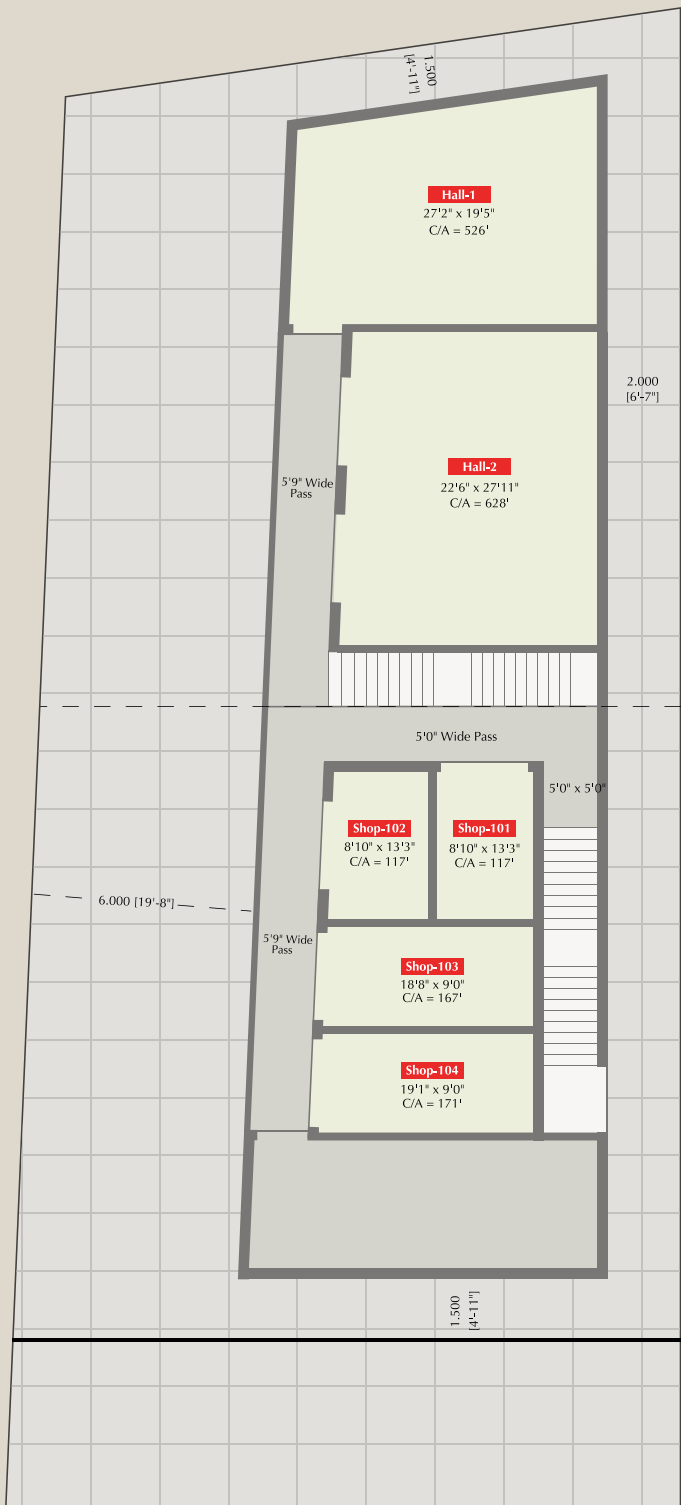 1.500
[4'-11"]
Hall-1
27'2" x 19'5"
C/A = 526'
2.000
[6'-7"]
Hall-2
22'6" x 27'11"
C/A = 628'
5'9" Wide
Pass
5'0" Wide Pass
5'0" x 5'0"
Shop-102
8'10" x 13'3"
C/A = 117'
Shop-101
8'10" x 13'3"
C/A = 117'
6.000 [19'-8"]
5'9" Wide
Pass
Shop-103
18'8" x 9'0"
C/A = 167'
Shop-104
19'1" x 9'0"
C/A = 171'
1.500
[4'-11"]